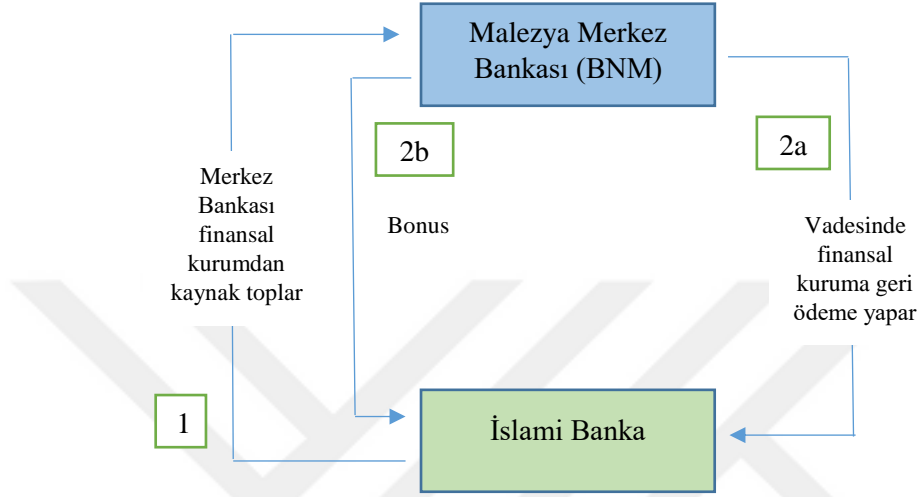 Malezya Merkez
Bankası (BNM)
2b
2a
Merkez
Bankası
finansal
kurumdan
kaynak toplar
Bonus
Vadesinde
finansal
kuruma geri
ödeme yapar
1
İslami Banka